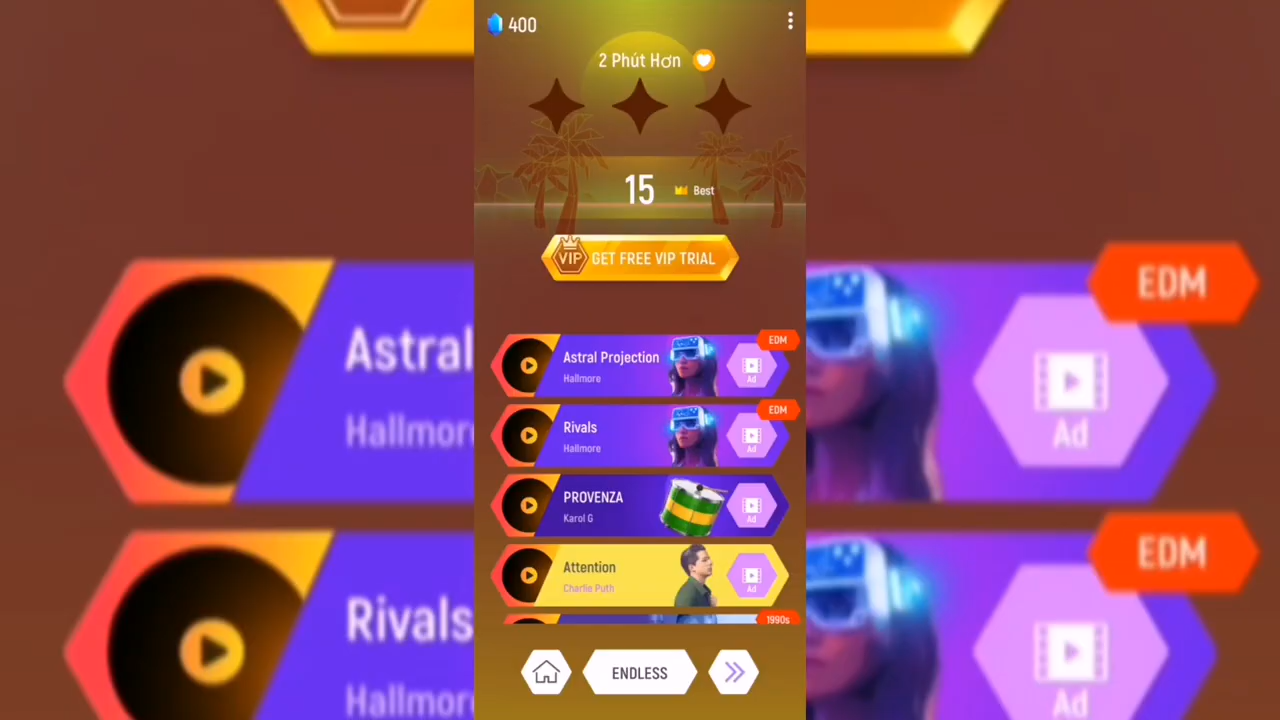 400
2 Phút Hơn
15 Best
VIP GET FREE VIP TRIAL
EDM
Astral Projection
Hallmore
Ad
EDM
Rivals
Hallmore
Ad
PROVENZA
Karol G
Ad
Attention
Charlie Puth
Ad
1990s
ENDLESS
Astral
Hallmor
EDM
Ad
Rivals
Hallmore
EDM
Ad